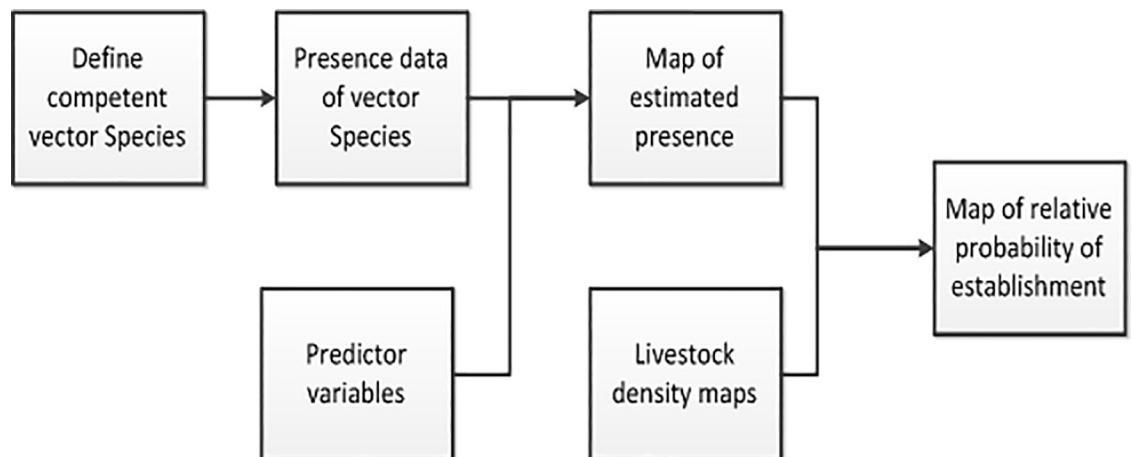 Define
competent
vector Species
Presence data
of vector
Species
Map of
estimated
presence
Map of relative
probability of
establishment
Predictor
variables
Livestock
density maps